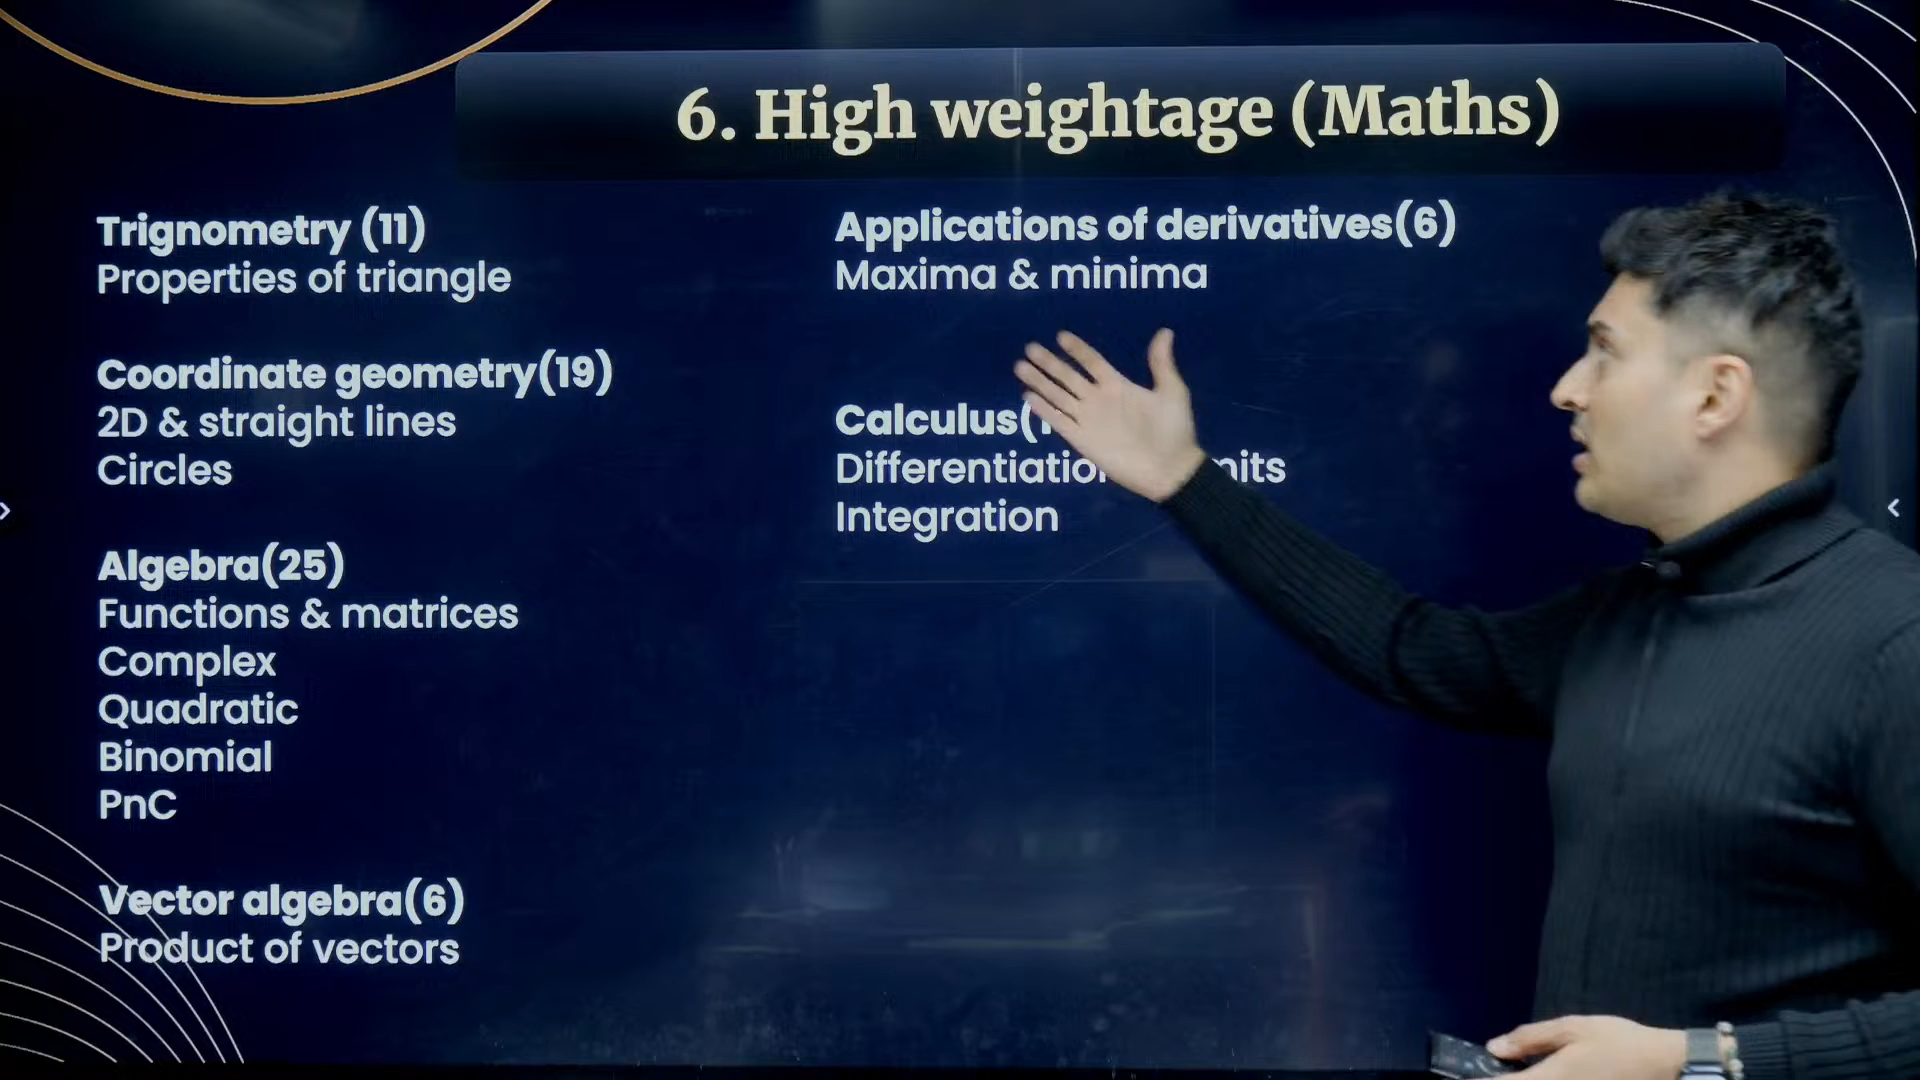 6. High weightage (Maths)
Trignometry (11)
Properties of triangle
Coordinate geometry(19)
2D & straight lines
Circles
Algebra(25)
Functions & matrices
Complex
Quadratic
Binomial
PnC
Vector algebra(6)
Product of vectors
Applications of derivatives(6)
Maxima & minima
Calculus(
Integration